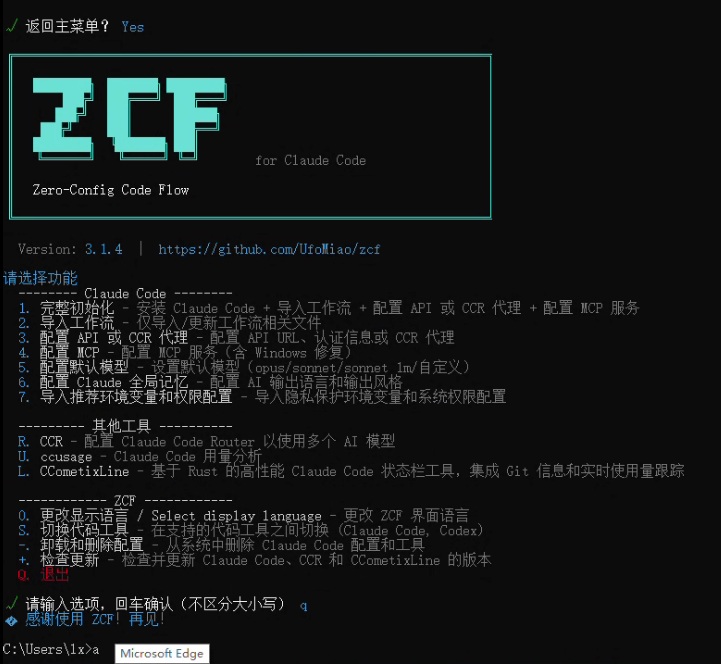 ✓ 返回主菜单? Yes
ZCF
for Claude Code
Zero-Config Code Flow
Version: 3.1.4 | https://github.com/UfoMiao/zcf
请选择功能
-------- Claude Code --------
1. 完整初始化 - 安装 Claude Code + 导入工作流 + 配置 API 或 CCR 代理 + 配置 MCP 服务
2. 导入工作流 - 仅导入/更新工作流相关文件
3. 配置 API 或 CCR 代理 - 配置 API URL、认证信息或 CCR 代理
4. 配置 MCP - 配置 MCP 服务（含 Windows 修复）
5. 配置默认模型 - 设置默认模型（opus/sonnet/sonnet 1m/自定义）
6. 配置 Claude 全局记忆 - 配置 AI 输出语言和输出风格
7. 导入推荐环境变量和权限配置 - 导入隐私保护环境变量和系统权限配置
--------- 其他工具 ----------
R. CCR - 配置 Claude Code Router 以使用多个 AI 模型
U. ccusage - Claude Code 用量分析
L. CCometixLine - 基于 Rust 的高性能 Claude Code 状态栏工具，集成 Git 信息和实时使用量跟踪
------------ ZCF ------------
0. 更改显示语言 / Select display language - 更改 ZCF 界面语言
S. 切换代码工具 - 在支持的代码工具之间切换 (Claude Code, Codex)
-. 卸载和删除配置 - 从系统中删除 Claude Code 配置和工具
+. 检查更新 - 检查并更新 Claude Code、CCR 和 CCometixLine 的版本
Q. 退出
✓ 请输入选项，回车确认（不区分大小写） q
� 感谢使用 ZCF！再见！
C:\Users\lx>a
Microsoft Edge